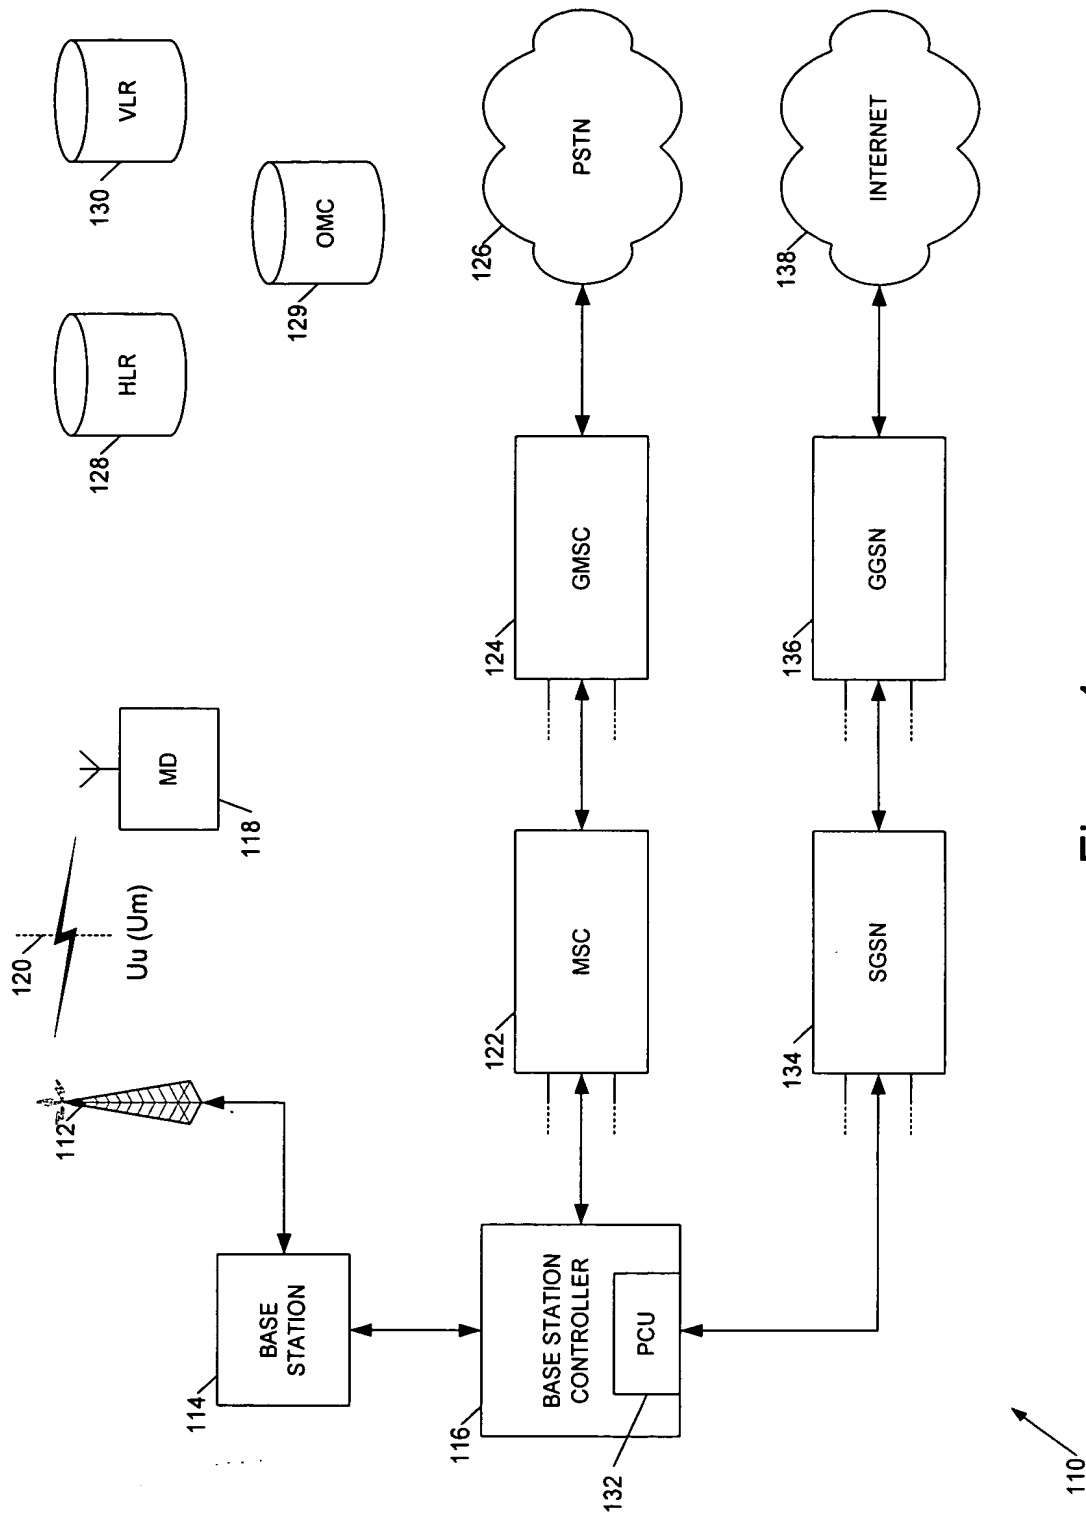 120
112
128
130
HLR
VLR
Uu (Um)
MD
114
118
BASE
STATION
129
OMC
116
122
124
126
BASE STATION
CONTROLLER
MSC
GMSC
PSTN
132
PCU
134
136
138
SGSN
GGSN
INTERNET
110